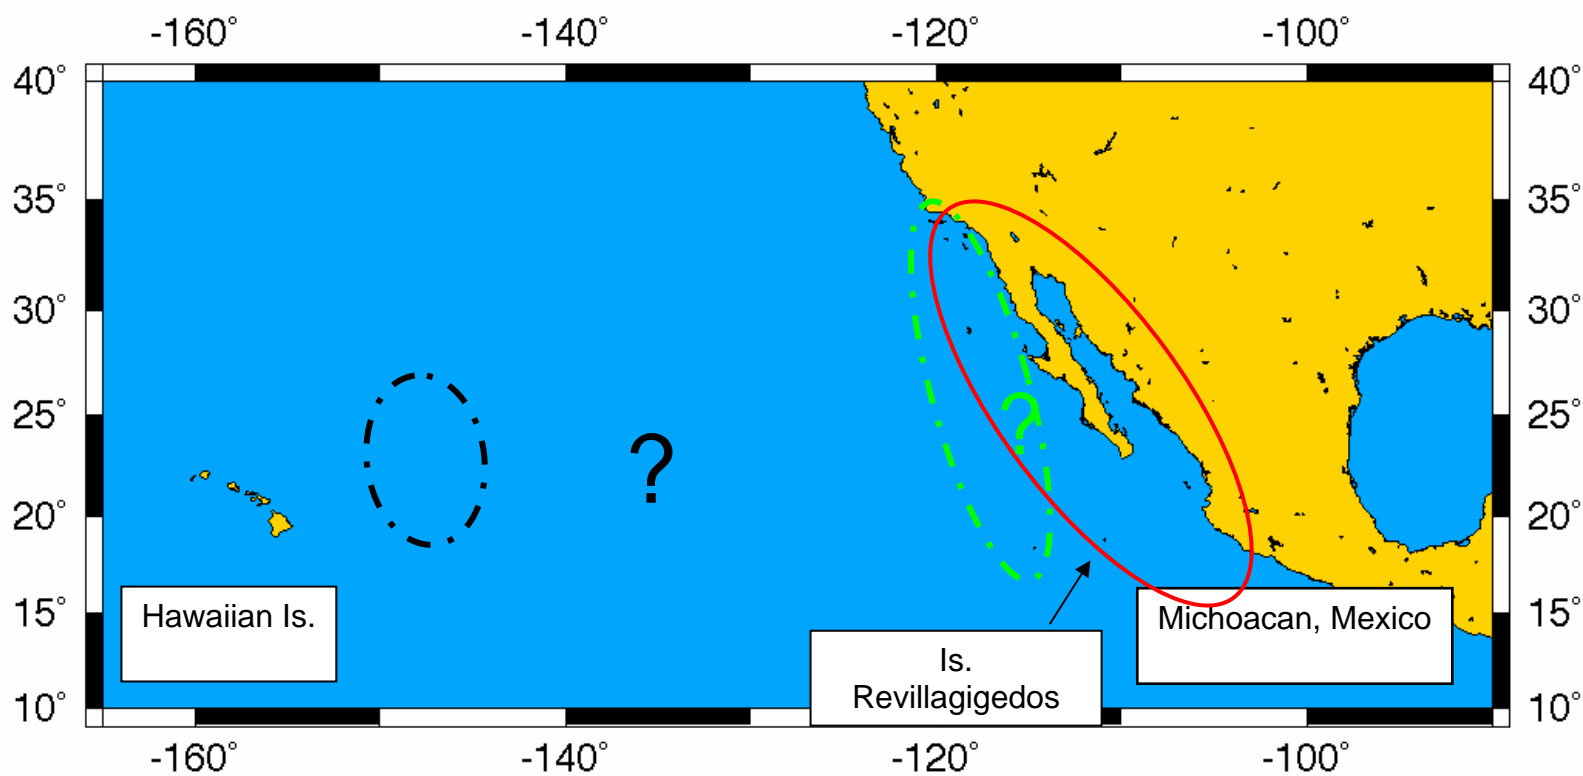 -160° -140° -120° -100°
40° 40°
35° 35°
30° 30°
25° ? 25°
?
20° 20°
15° Hawaiian Is. Michoacan, Mexico 15°
Is.
Revillagigedos
10° 10°
-160° -140° -120° -100°